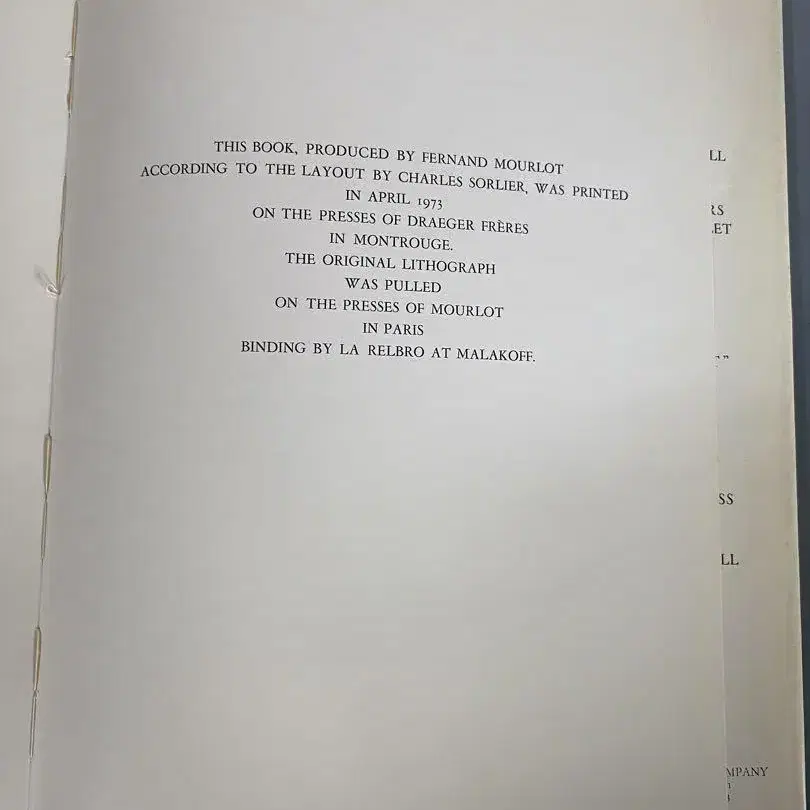 THIS BOOK, PRODUCED BY FERNAND MOURLOT
ACCORDING TO THE LAYOUT BY CHARLES SORLIER, WAS PRINTED
IN APRIL 1973
ON THE PRESSES OF DRAEGER FRÈRES
IN MONTROUGE.
THE ORIGINAL LITHOGRAPH
WAS PULLED
ON THE PRESSES OF MOURLOT
IN PARIS
BINDING BY LA RELBRO AT MALAKOFF.
LL
RS
ET
SS
LL
MPANY